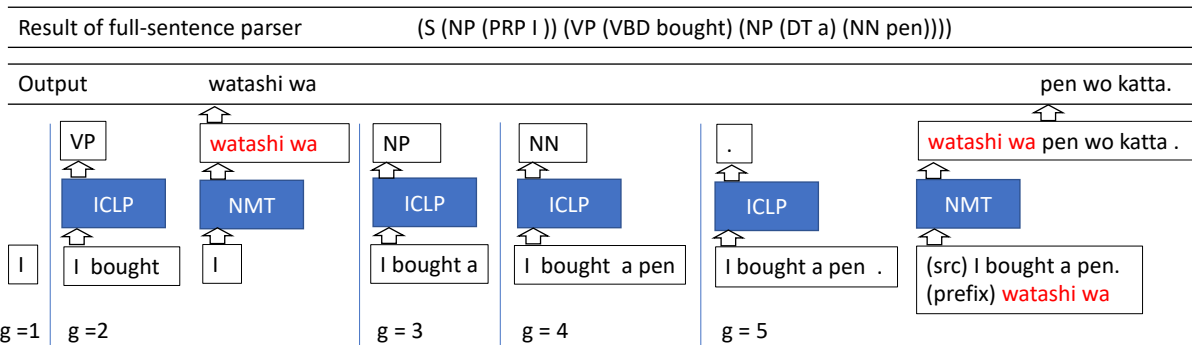 Result of full-sentence parser (S (NP (PRP I )) (VP (VBD bought) (NP (DT a) (NN pen))))
Output watashi wa pen wo katta.
VP watashi wa NP NN . watashi wa pen wo katta .
ICLP NMT ICLP ICLP ICLP NMT
I I bought I I bought a I bought a pen I bought a pen . (src) I bought a pen.
(prefix) watashi wa
g =1 g =2 g = 3 g = 4 g = 5